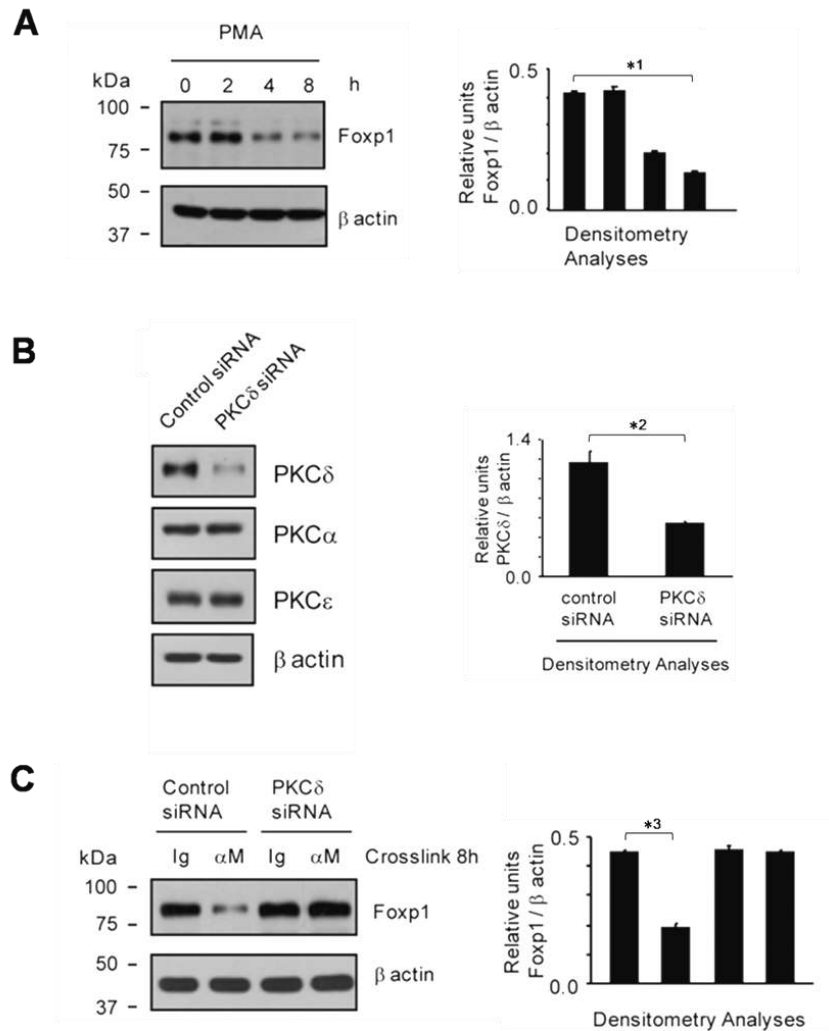 A
PMA
kDa
0 2 4 8 h
100
75
Foxp1
50
37
β actin
*1
0.5
0.0
Relative units
Foxp1 / β actin
Densitometry
Analyses
B
Control siRNA
PKCδ siRNA
PKCδ
PKCα
PKCε
β actin
*2
1.4
0.0
Relative units
PKCδ / β actin
control
siRNA
PKCδ
siRNA
Densitometry Analyses
C
Control
siRNA
PKCδ
siRNA
kDa
Ig αM Ig αM Crosslink 8h
100
75
Foxp1
50
37
β actin
*3
0.5
0.0
Relative units
Foxp1 / β actin
Densitometry Analyses